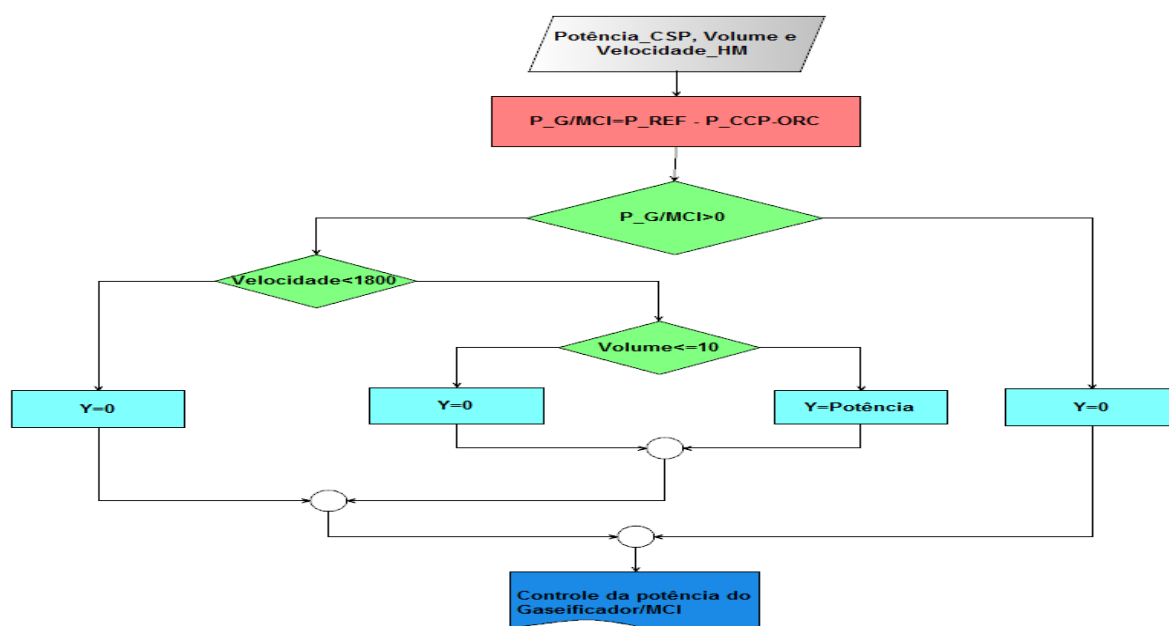 Potência_CSP, Volume e
Velocidade_HM
P_G/MCI=P_REF - P_CCP-ORC
P_G/MCI>0
Velocidade<1800
Volume<=10
Y=0
Y=0
Y=Potência
Y=0
Controle da potência do
Gaseificador/MCI